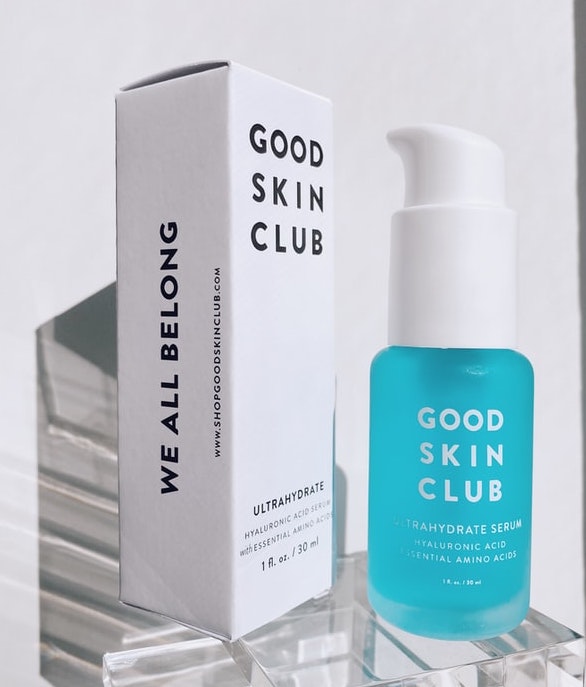 WE ALL BELONG
WWW.SHOPGOODSKINCLUB.COM
GOOD
SKIN
CLUB
ULTRAHYDRATE
HYALURONIC ACID SERUM
with ESSENTIAL AMINO ACIDS
1 fl. oz. / 30 ml
GOOD
SKIN
CLUB
ULTRAHYDRATE SERUM
HYALURONIC ACID
ESSENTIAL AMINO ACIDS
1 fl. oz. / 30 ml